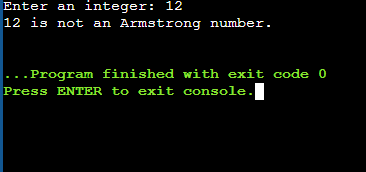 Enter an integer: 12
12 is not an Armstrong number.
...Program finished with exit code 0
Press ENTER to exit console.